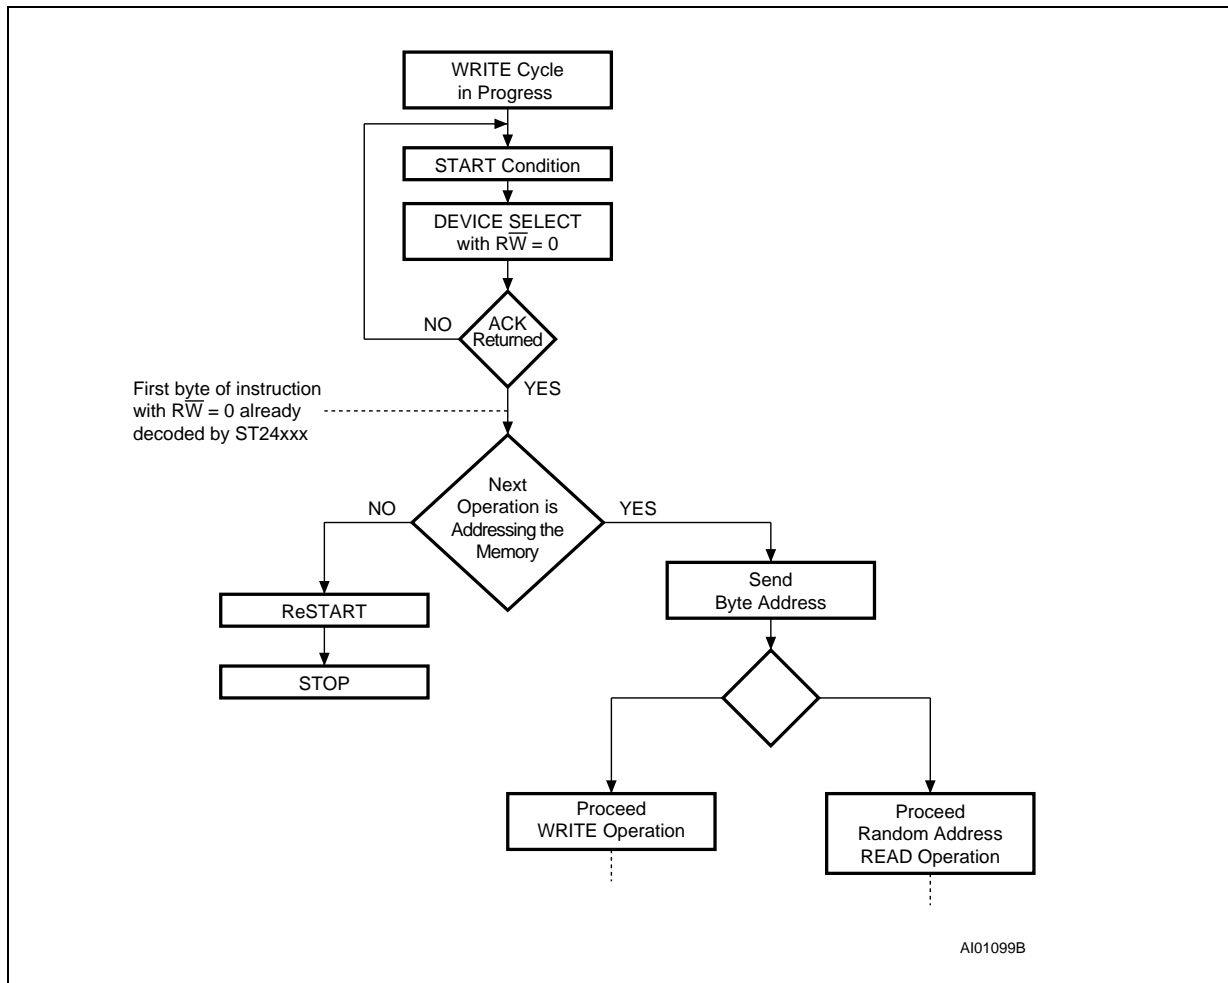 WRITE Cycle
in Progress
START Condition
DEVICE SELECT
with RW̅ = 0
ACK
Returned
NO
YES
First byte of instruction
with RW̅ = 0 already
decoded by ST24xxx
Next
Operation is
Addressing the
Memory
NO
YES
Send
Byte Address
ReSTART
STOP
Proceed
WRITE Operation
Proceed
Random Address
READ Operation
AI01099B